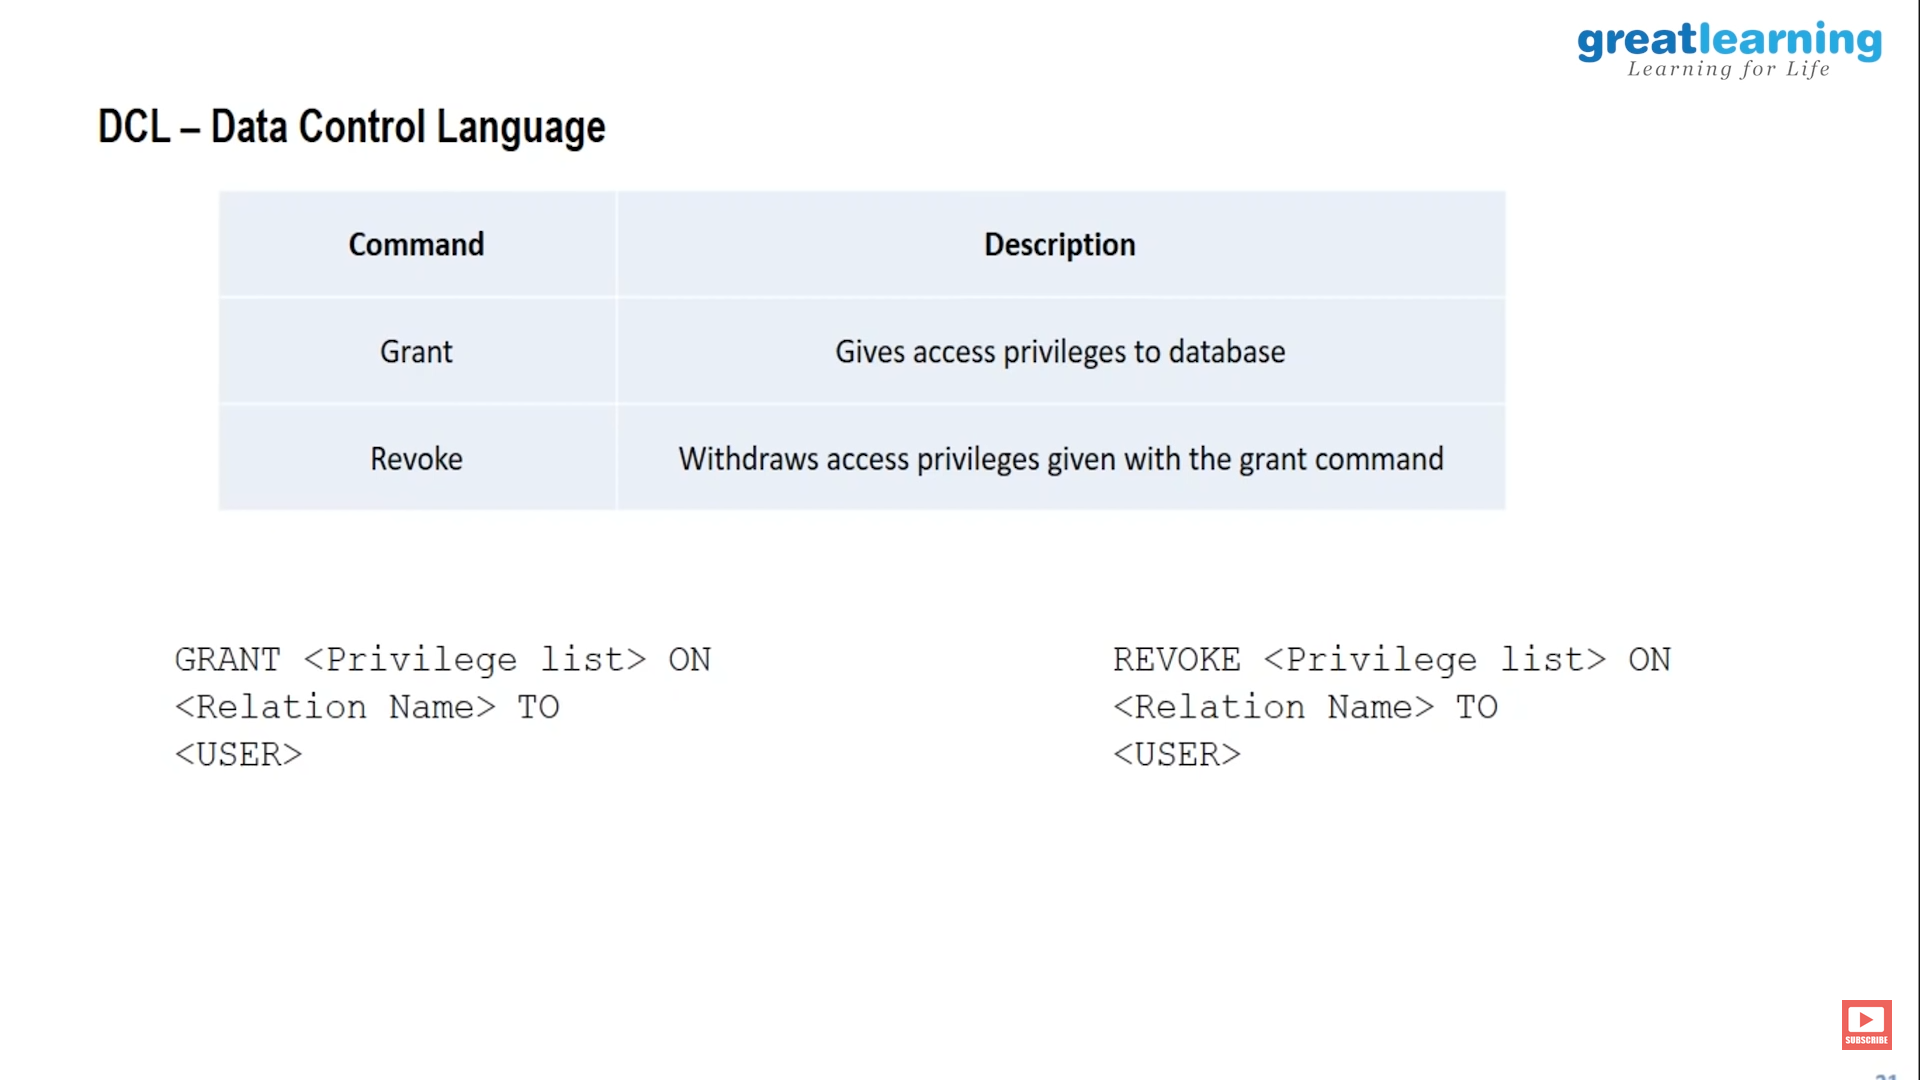 greatlearning
Learning for Life
DCL – Data Control Language
Command Description
Grant Gives access privileges to database
Revoke Withdraws access privileges given with the grant command
GRANT <Privilege list> ON
<Relation Name> TO
<USER>
REVOKE <Privilege list> ON
<Relation Name> TO
<USER>
SUBSCRIBE